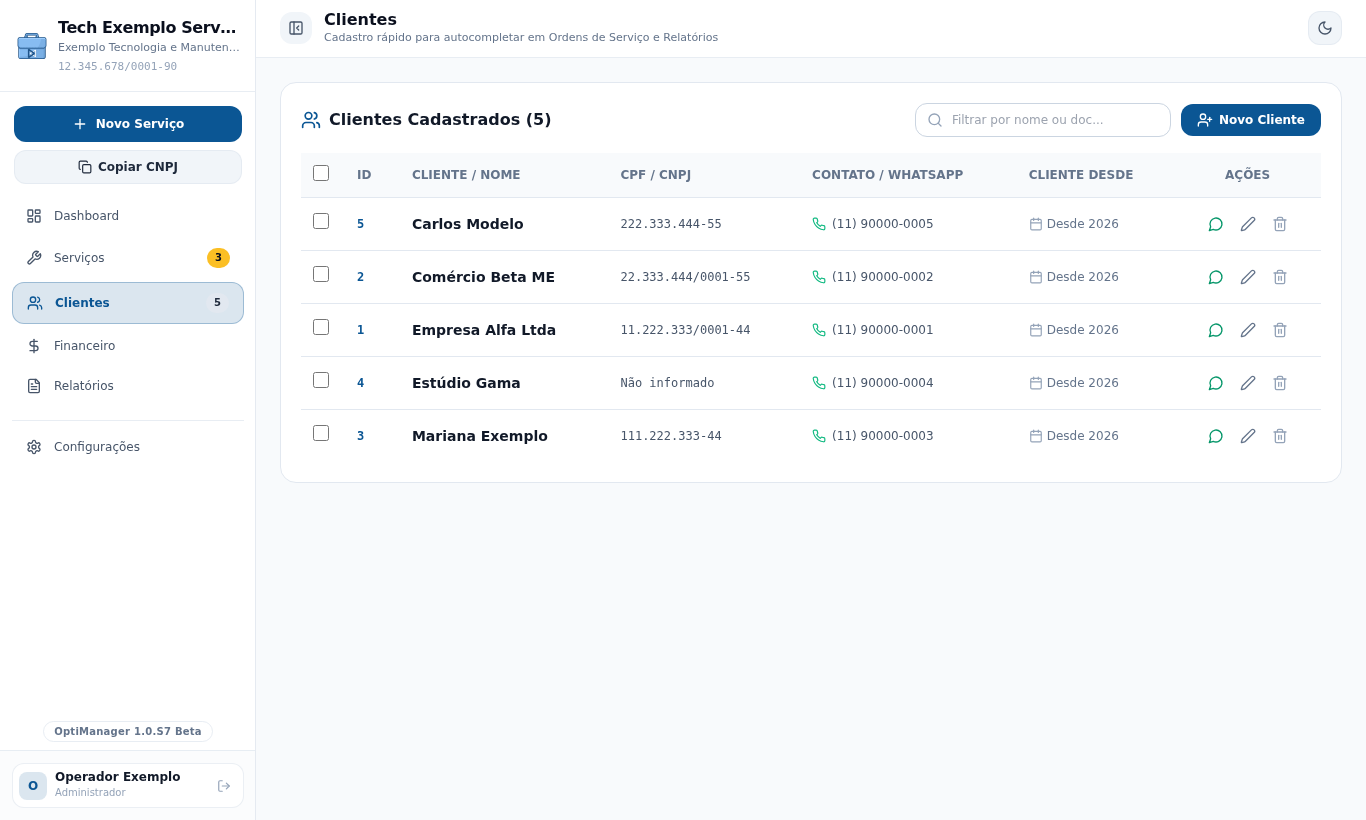 Tech Exemplo Serv...
Exemplo Tecnologia e Manuten...
12.345.678/0001-90
Novo Serviço
Copiar CNPJ
Dashboard
Serviços 3
Clientes 5
Financeiro
Relatórios
Configurações
OptiManager 1.0.S7 Beta
O
Operador Exemplo
Administrador
Clientes
Cadastro rápido para autocompletar em Ordens de Serviço e Relatórios
Clientes Cadastrados (5)
Filtrar por nome ou doc...
Novo Cliente
ID CLIENTE / NOME CPF / CNPJ CONTATO / WHATSAPP CLIENTE DESDE AÇÕES
5 Carlos Modelo 222.333.444-55 (11) 90000-0005 Desde 2026
2 Comércio Beta ME 22.333.444/0001-55 (11) 90000-0002 Desde 2026
1 Empresa Alfa Ltda 11.222.333/0001-44 (11) 90000-0001 Desde 2026
4 Estúdio Gama Não informado (11) 90000-0004 Desde 2026
3 Mariana Exemplo 111.222.333-44 (11) 90000-0003 Desde 2026